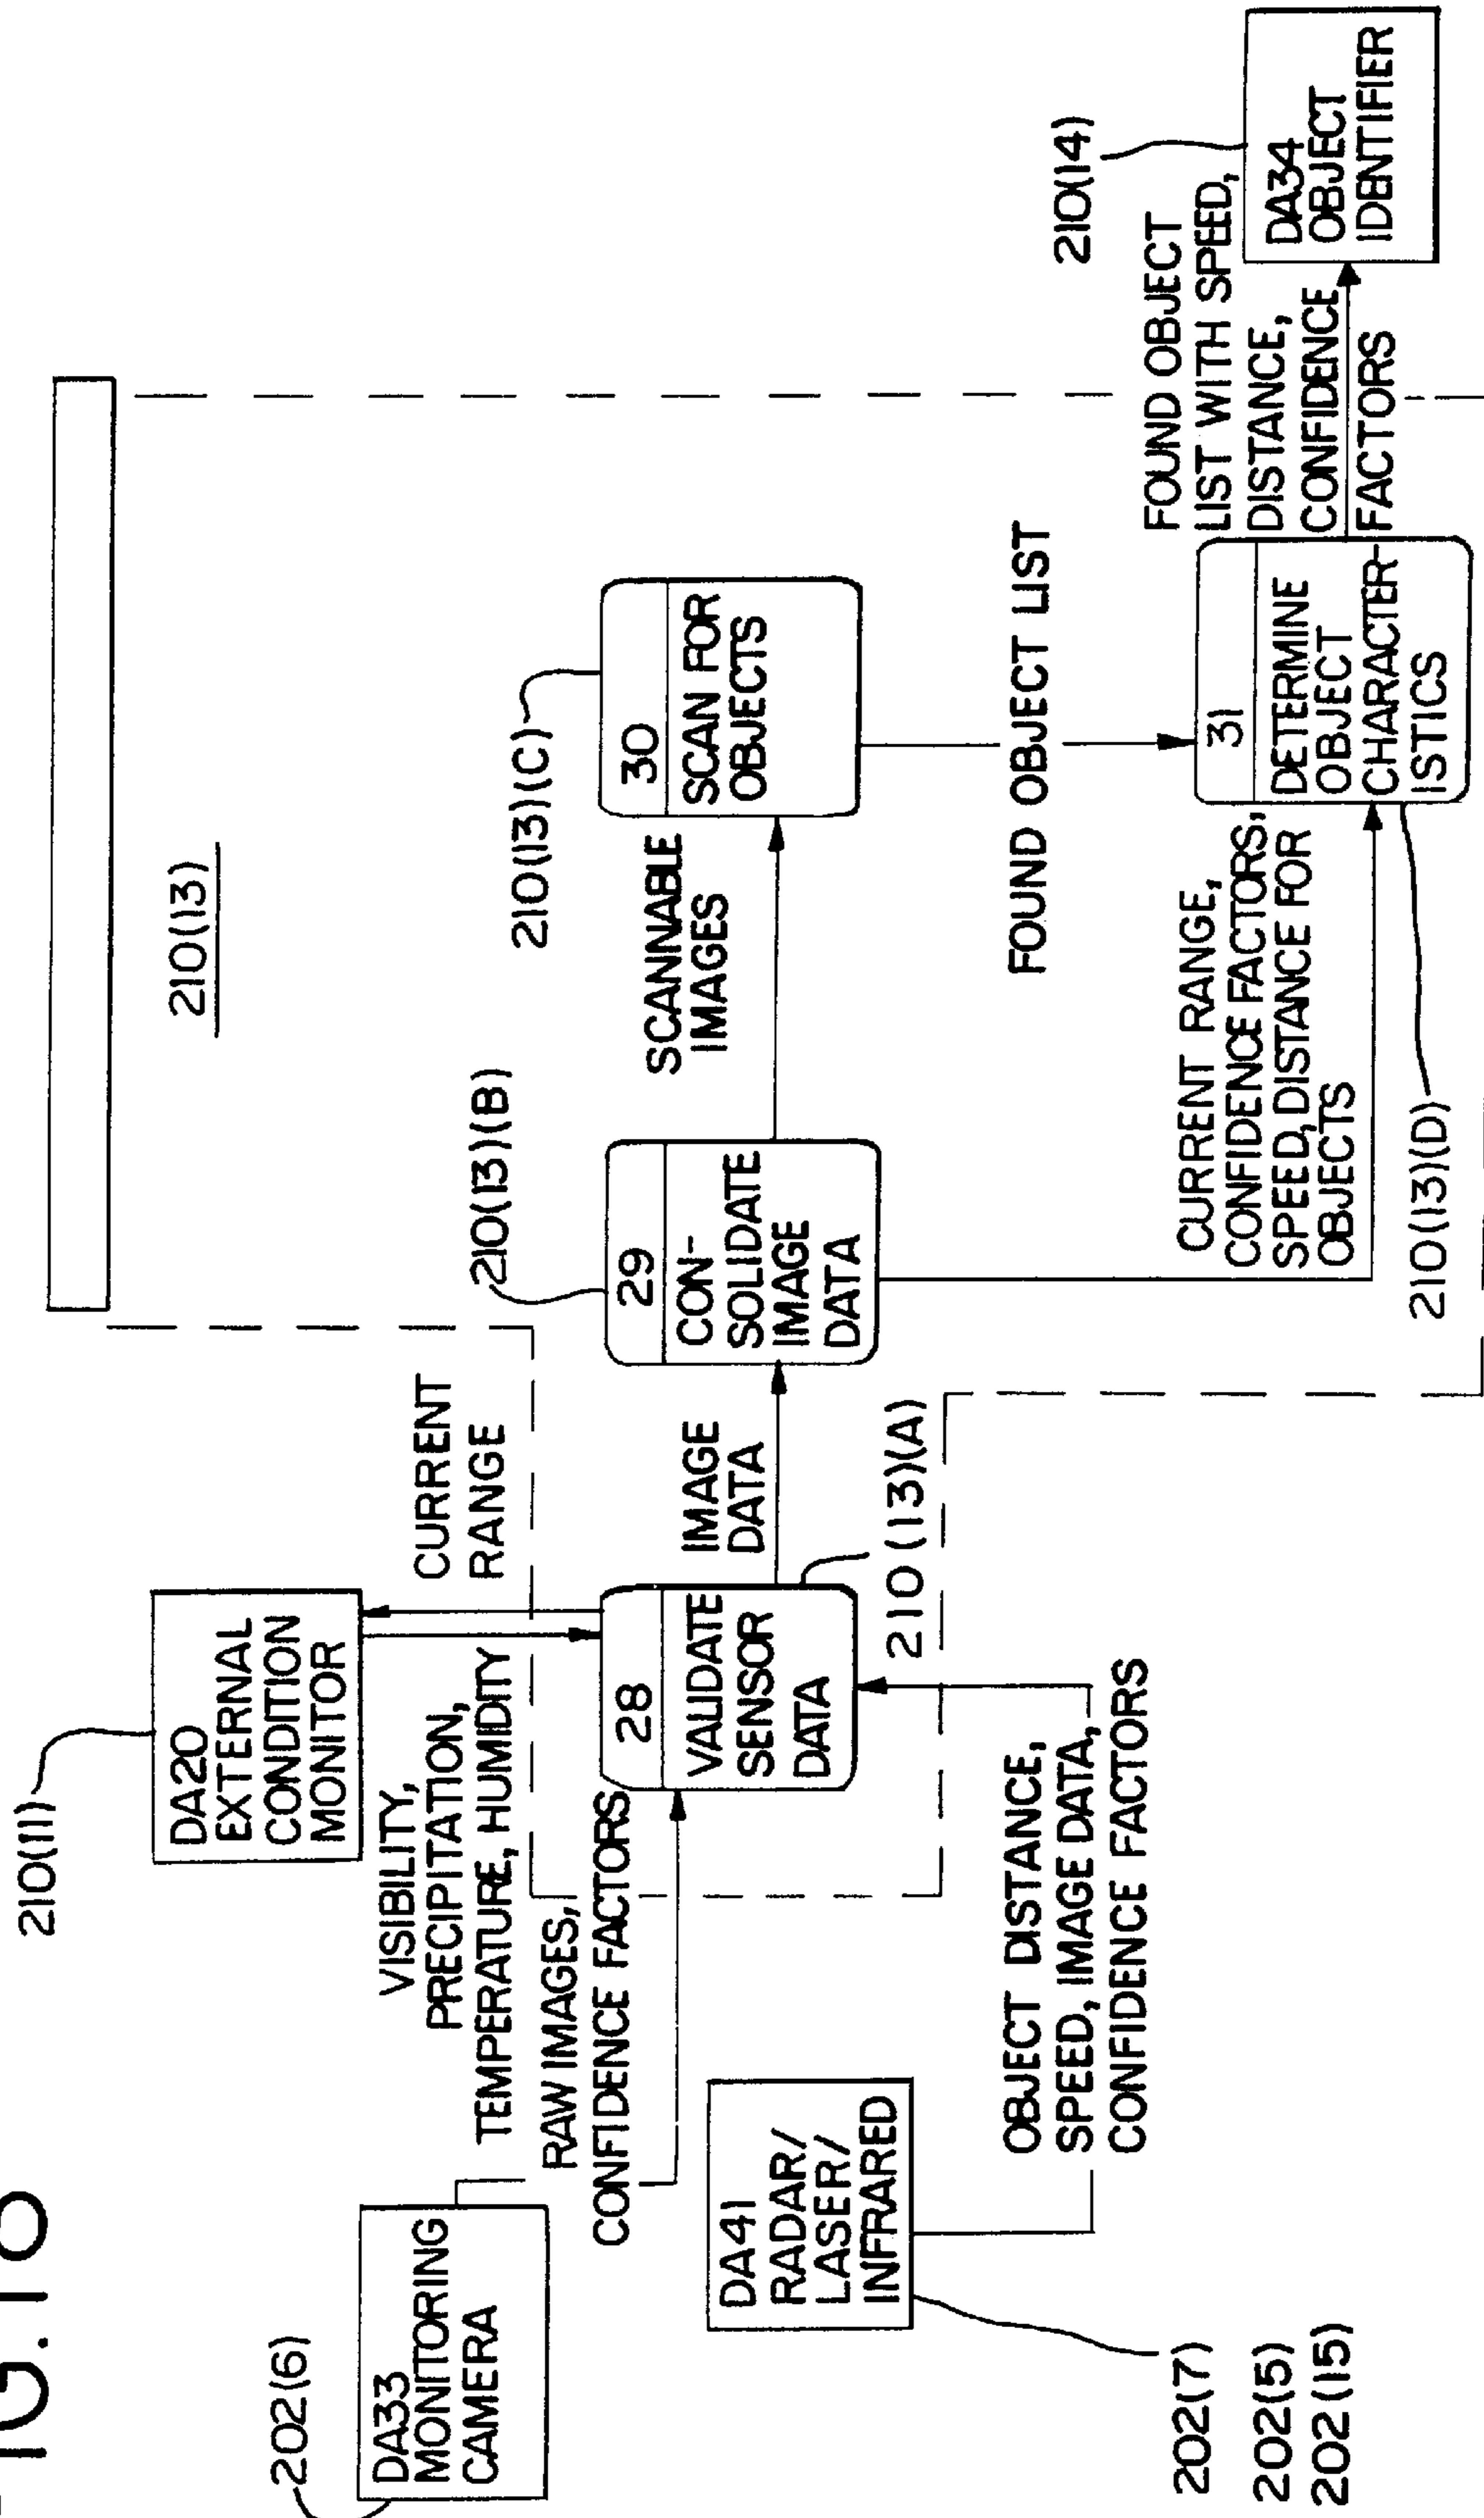 210(13)
210(11)
DA20
EXTERNAL
CONDITION
MONITOR
202(6)
DA33
MONITORING
CAMERA
VISIBILITY,
PRECIPITATION,
TEMPERATURE, HUMIDITY
CURRENT
RANGE
RAW IMAGES,
CONFIDENCE FACTORS
28
VALIDATE
SENSOR
DATA
210(13)(A)
IMAGE
DATA
210(13)(B)
29
CON-
SOLIDATE
IMAGE
DATA
SCANNABLE
IMAGES
210(13)(C)
30
SCAN FOR
OBJECTS
DA41
RADAR/
LASER/
INFRARED
202(7)
202(5)
202(15)
OBJECT DISTANCE,
SPEED, IMAGE DATA,
CONFIDENCE FACTORS
FOUND OBJECT LIST
CURRENT RANGE,
CONFIDENCE FACTORS,
SPEED, DISTANCE FOR
OBJECTS
31
DETERMINE
OBJECT
CHARACTER-
ISTICS
210(13)(D)
FOUND OBJECT
LIST WITH SPEED,
DISTANCE,
CONFIDENCE
FACTORS
210(14)
DA34
OBJECT
IDENTIFIER